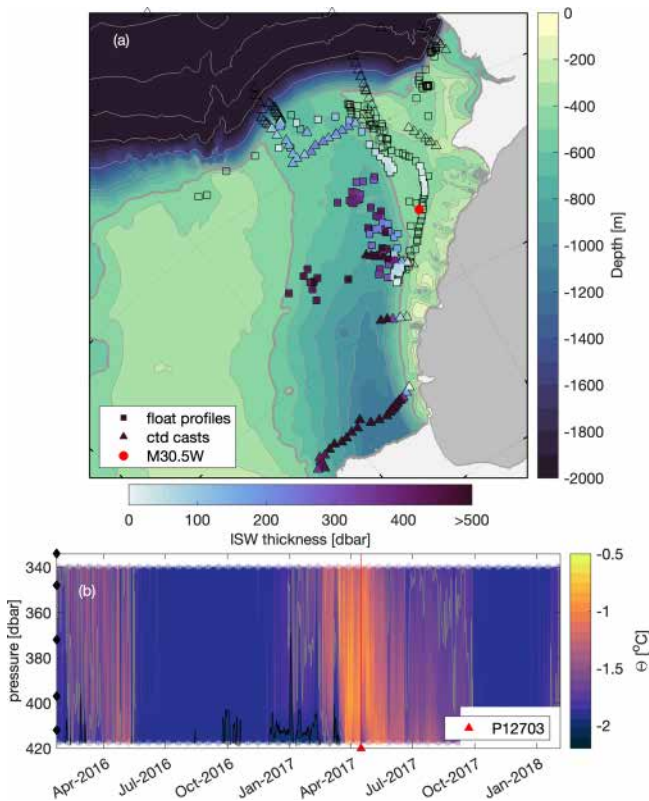 (a)
0
-200
-400
-600
-800
-1000
-1200
-1400
-1600
-1800
-2000
Depth [m]
float profiles
ctd casts
M30.5W
0 100 200 300 400 >500
ISW thickness [dbar]
(b)
340
360
380
400
420
pressure [dbar]
P12703
Apr-2016 Jul-2016 Oct-2016 Jan-2017 Apr-2017 Jul-2017 Oct-2017 Jan-2018
-0.5
-1
-1.5
-2
Θ [°C]